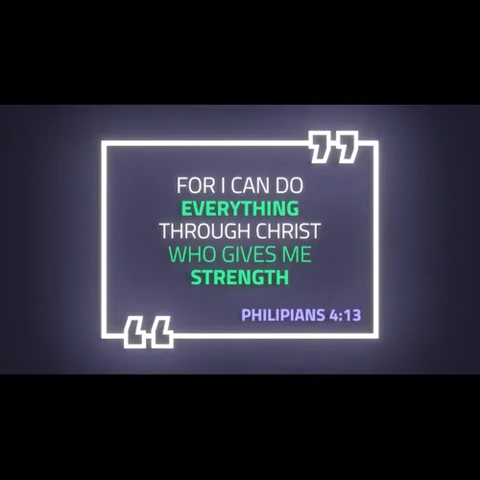 FOR I CAN DO
EVERYTHING
THROUGH CHRIST
WHO GIVES ME
STRENGTH
PHILIPIANS 4:13